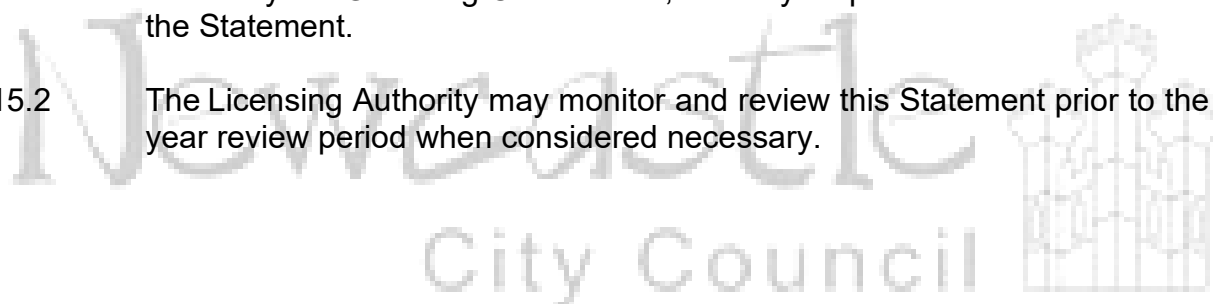 the Statement.
15.2 The Licensing Authority may monitor and review this Statement prior to the
year review period when considered necessary.
Newcastle
City Council